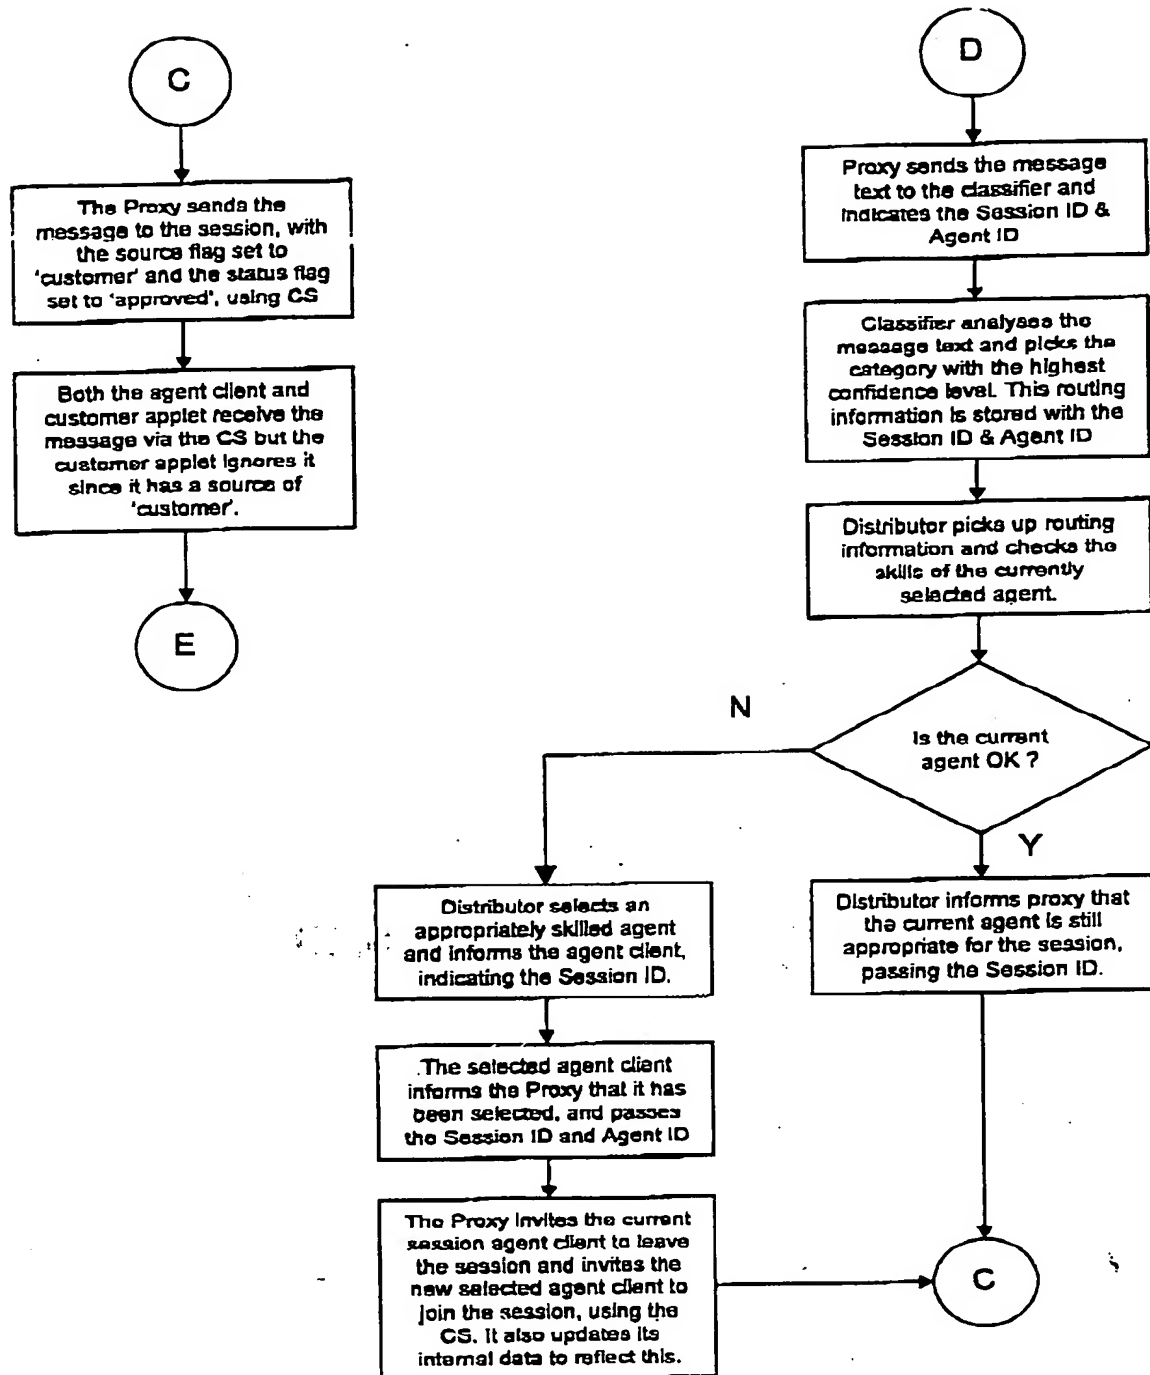 C
The Proxy sends the
message to the session, with
the source flag set to
'customer' and the status flag
set to 'approved', using CS
Both the agent client and
customer applet receive the
message via the CS but the
customer applet ignores it
since it has a source of
'customer'.
E
D
Proxy sends the message
text to the classifier and
indicates the Session ID &
Agent ID
Classifier analyses the
message text and picks the
category with the highest
confidence level. This routing
information is stored with the
Session ID & Agent ID
Distributor picks up routing
information and checks the
skills of the currently
selected agent.
Is the current
agent OK ?
N
Y
Distributor selects an
appropriately skilled agent
and informs the agent client,
indicating the Session ID.
The selected agent client
informs the Proxy that it has
been selected, and passes
the Session ID and Agent ID
The Proxy invites the current
session agent client to leave
the session and invites the
new selected agent client to
join the session, using the
CS. It also updates its
internal data to reflect this.
Distributor informs proxy that
the current agent is still
appropriate for the session,
passing the Session ID.
C